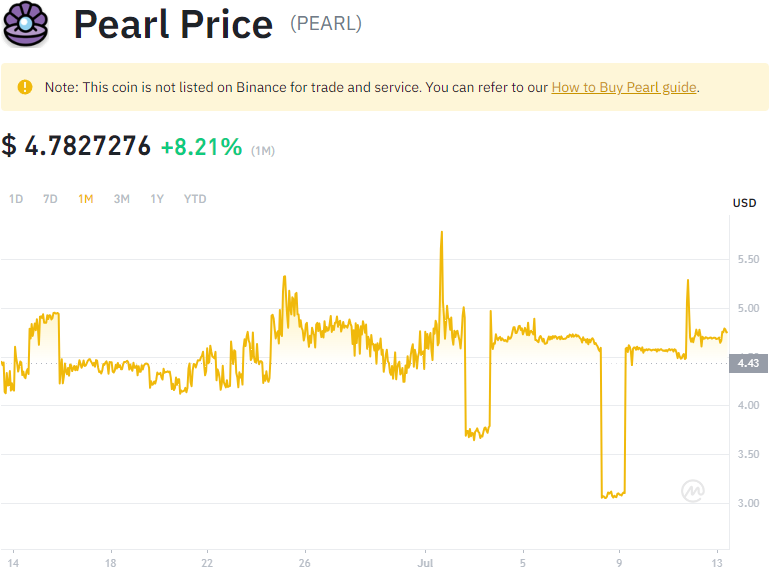 Pearl Price (PEARL)
Note: This coin is not listed on Binance for trade and service. You can refer to our How to Buy Pearl guide.
$ 4.7827276 +8.21% (1M)
1D 7D 1M 3M 1Y YTD
USD
5.50
5.00
4.43
4.00
3.50
3.00
14 18 22 26 Jul 5 9 13